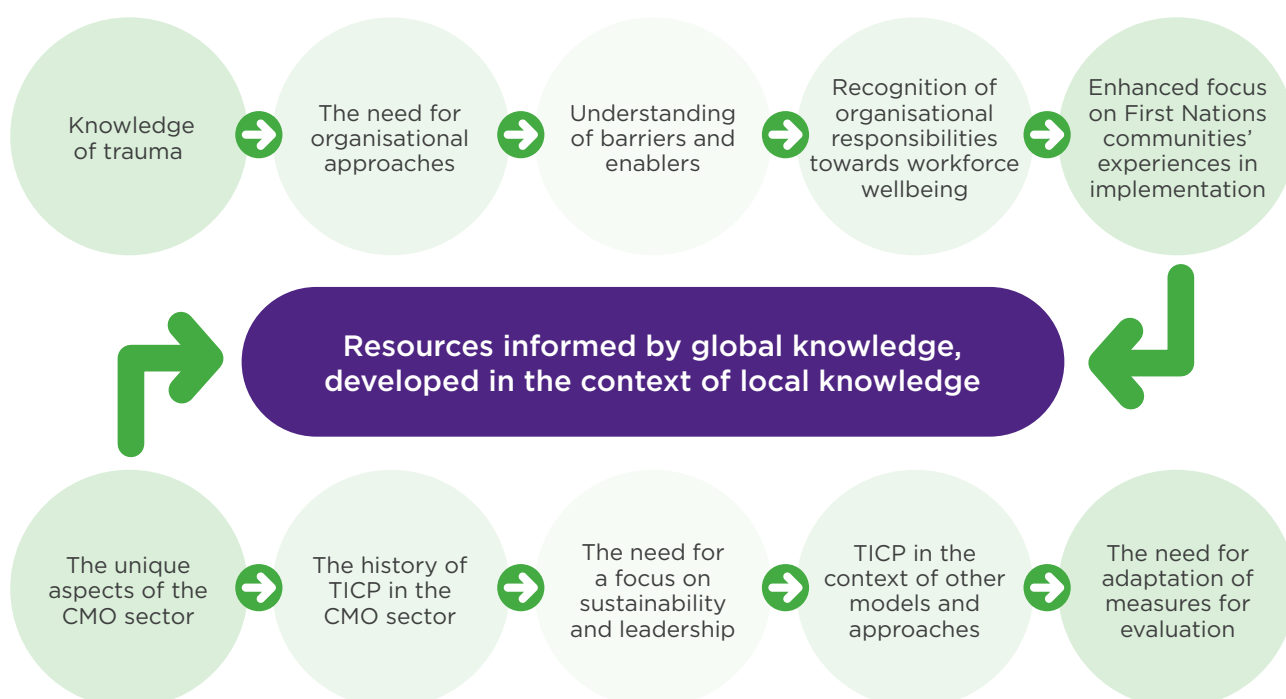 Knowledge
of trauma
The need for
organisational
approaches
Understanding
of barriers and
enablers
Recognition of
organisational
responsibilities
towards workforce
wellbeing
Enhanced focus
on First Nations
communities’
experiences in
implementation
Resources informed by global knowledge,
developed in the context of local knowledge
The unique
aspects of the
CMO sector
The history of
TICP in the
CMO sector
The need for
a focus on
sustainability
and leadership
TICP in the
context of other
models and
approaches
The need for
adaptation of
measures for
evaluation